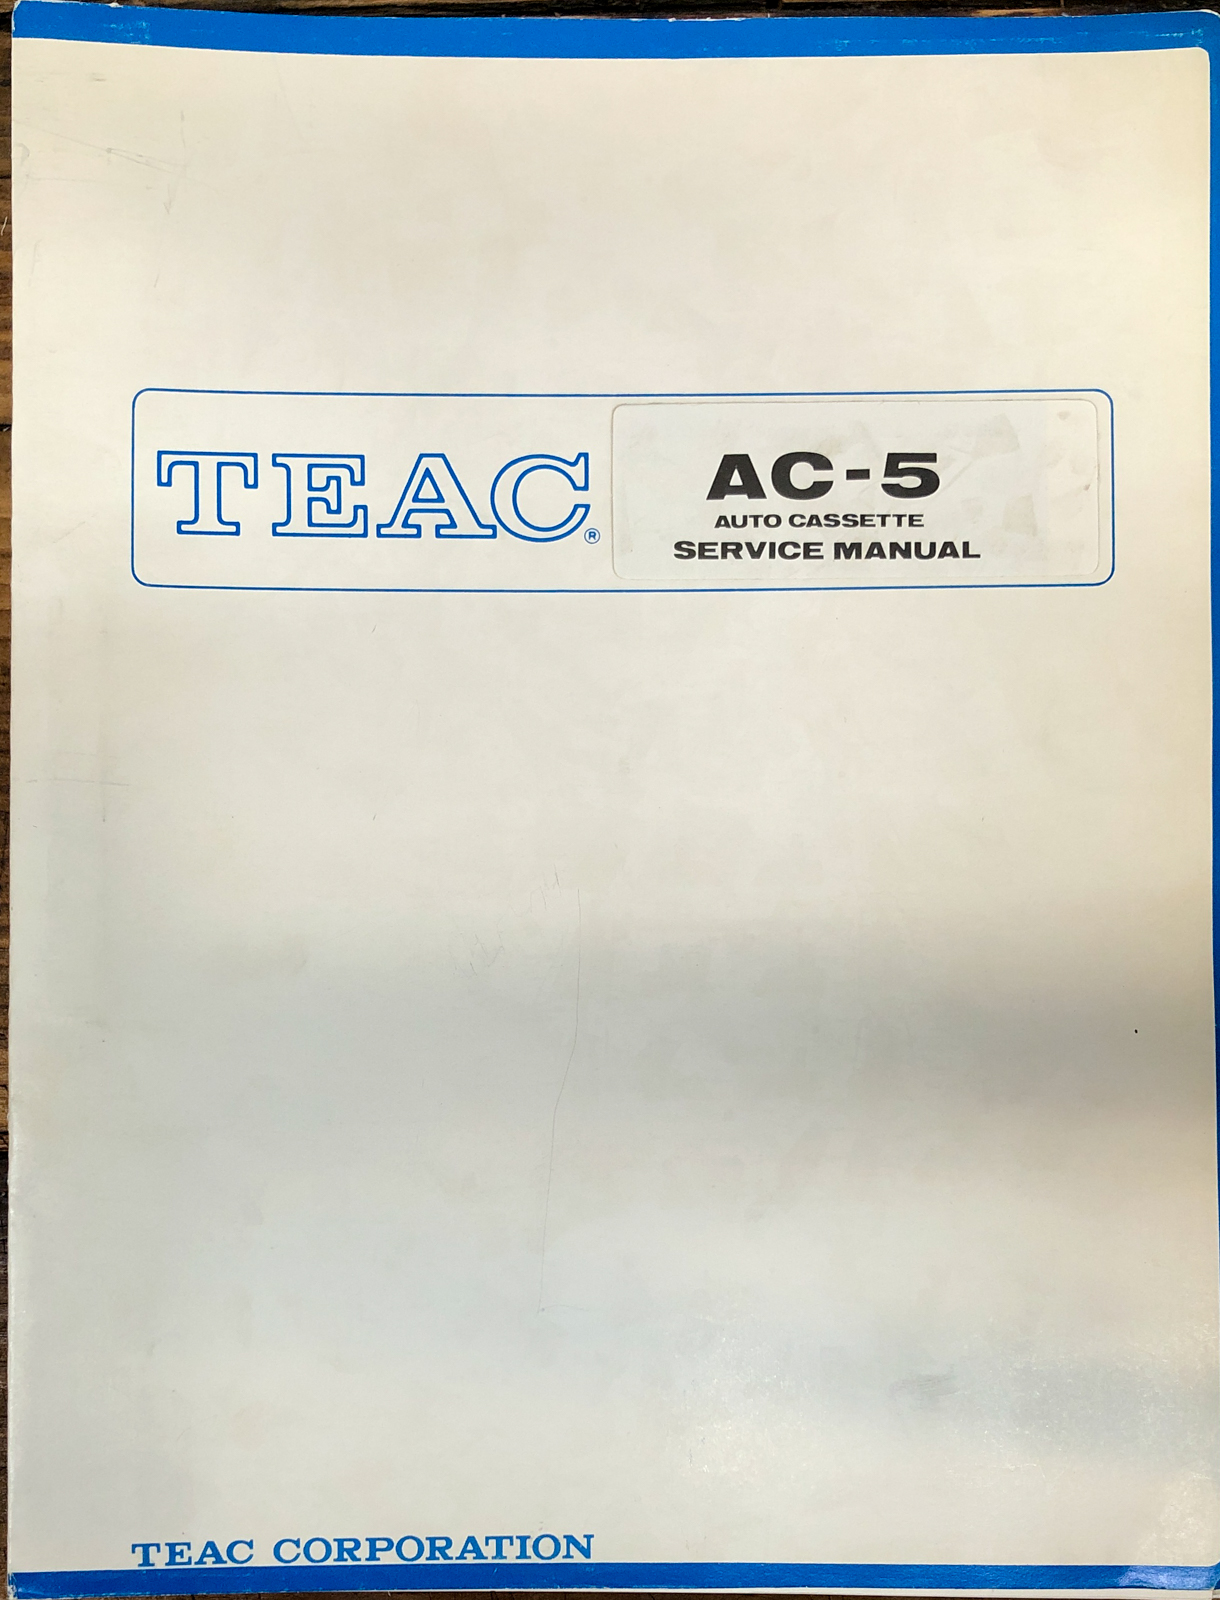 TEAC®
AC-5
AUTO CASSETTE
SERVICE MANUAL
TEAC CORPORATION